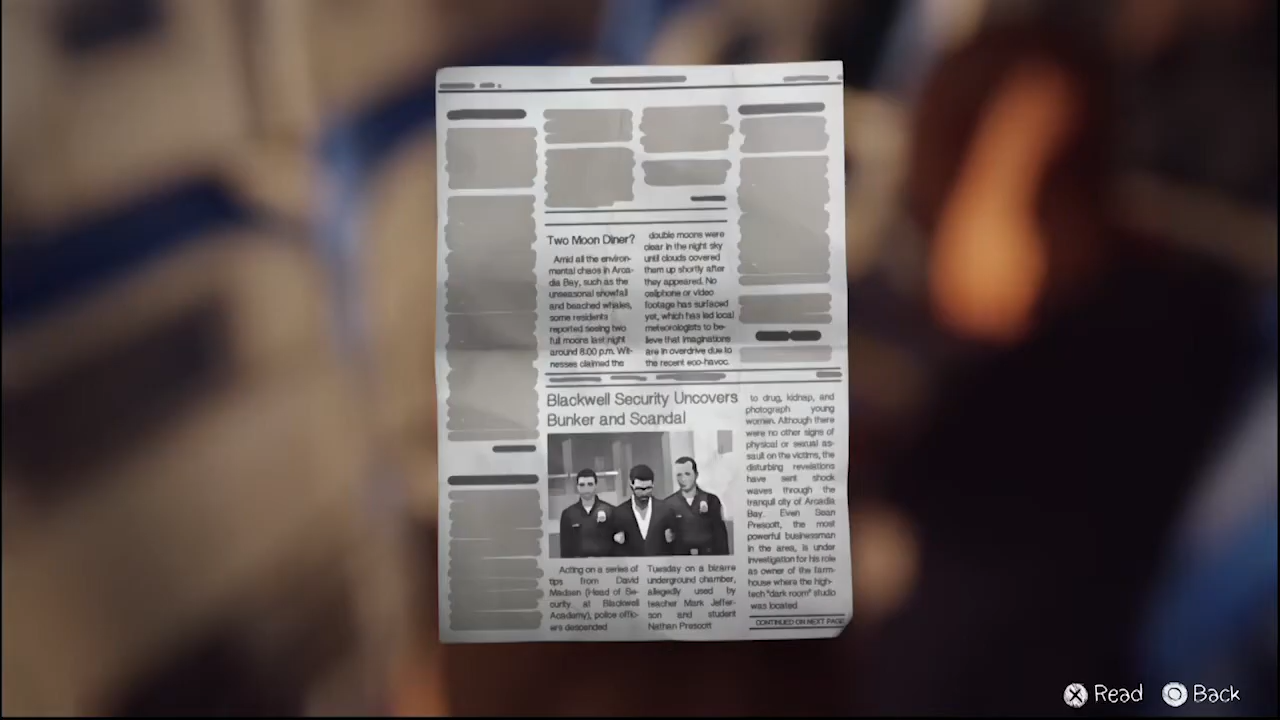 Two Moon Diner?
Amid all the environ-
mental chaos in Arca-
dia Bay, such as the
unseasonal snowfall
and beached whales,
some residents
reported seeing two
full moons last night
around 8:00 p.m. Wit-
nesses claimed the
double moons were
clear in the night sky
until clouds covered
them up shortly after
they appeared. No
cellphone or video
footage has surfaced
yet, which has led local
meteorologists to be-
lieve that imaginations
are in overdrive due to
the recent eco-havoc.
Blackwell Security Uncovers
Bunker and Scandal
Acting on a series of
tips from David
Madsen (Head of Se-
curity at Blackwell
Academy), police offic-
ers descended
Tuesday on a bizarre
underground chamber,
allegedly used by
teacher Mark Jeffer-
son and student
Nathan Prescott
to drug, kidnap, and
photograph young
women. Although there
were no other signs of
physical or sexual as-
sault on the victims, the
disturbing revelations
have sent shock
waves through the
tranquil city of Arcadia
Bay. Even Sean
Prescott, the most
powerful businessman
in the area, is under
investigation for his role
as owner of the farm-
house where the high-
tech "dark room" studio
was located
CONTINUED ON NEXT PAGE
Read Back